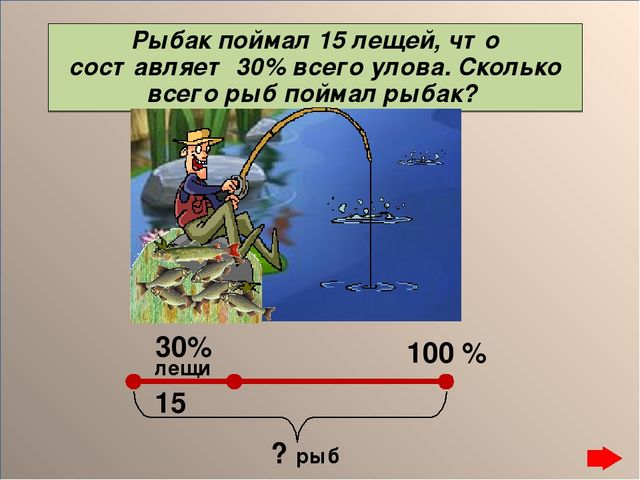 Рыбак поймал 15 лещей, что
составляет 30% всего улова. Сколько
всего рыб поймал рыбак?
30%
лещи
100 %
15
? рыб